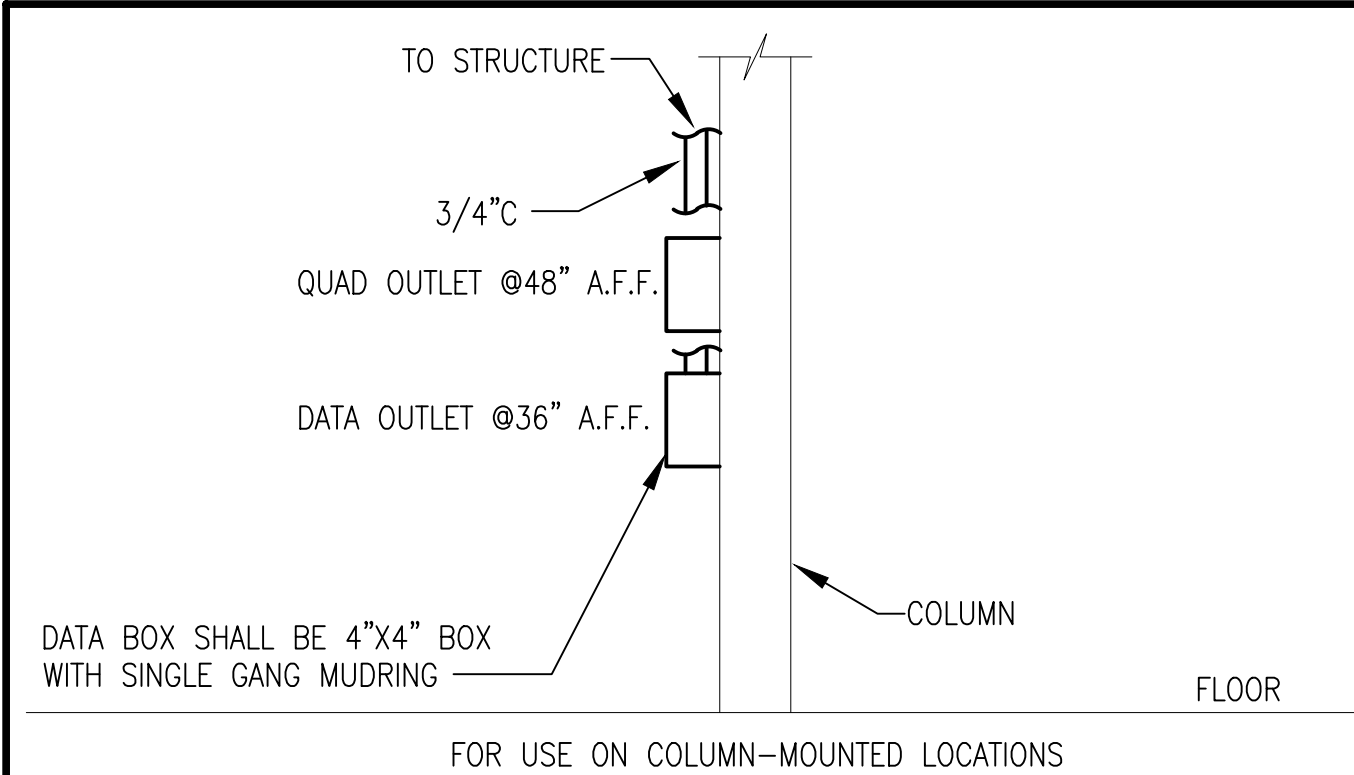 TO STRUCTURE
3/4”C
QUAD OUTLET @48” A.F.F.
DATA OUTLET @36” A.F.F.
DATA BOX SHALL BE 4”X4” BOX
WITH SINGLE GANG MUDRING
COLUMN
FLOOR
FOR USE ON COLUMN–MOUNTED LOCATIONS